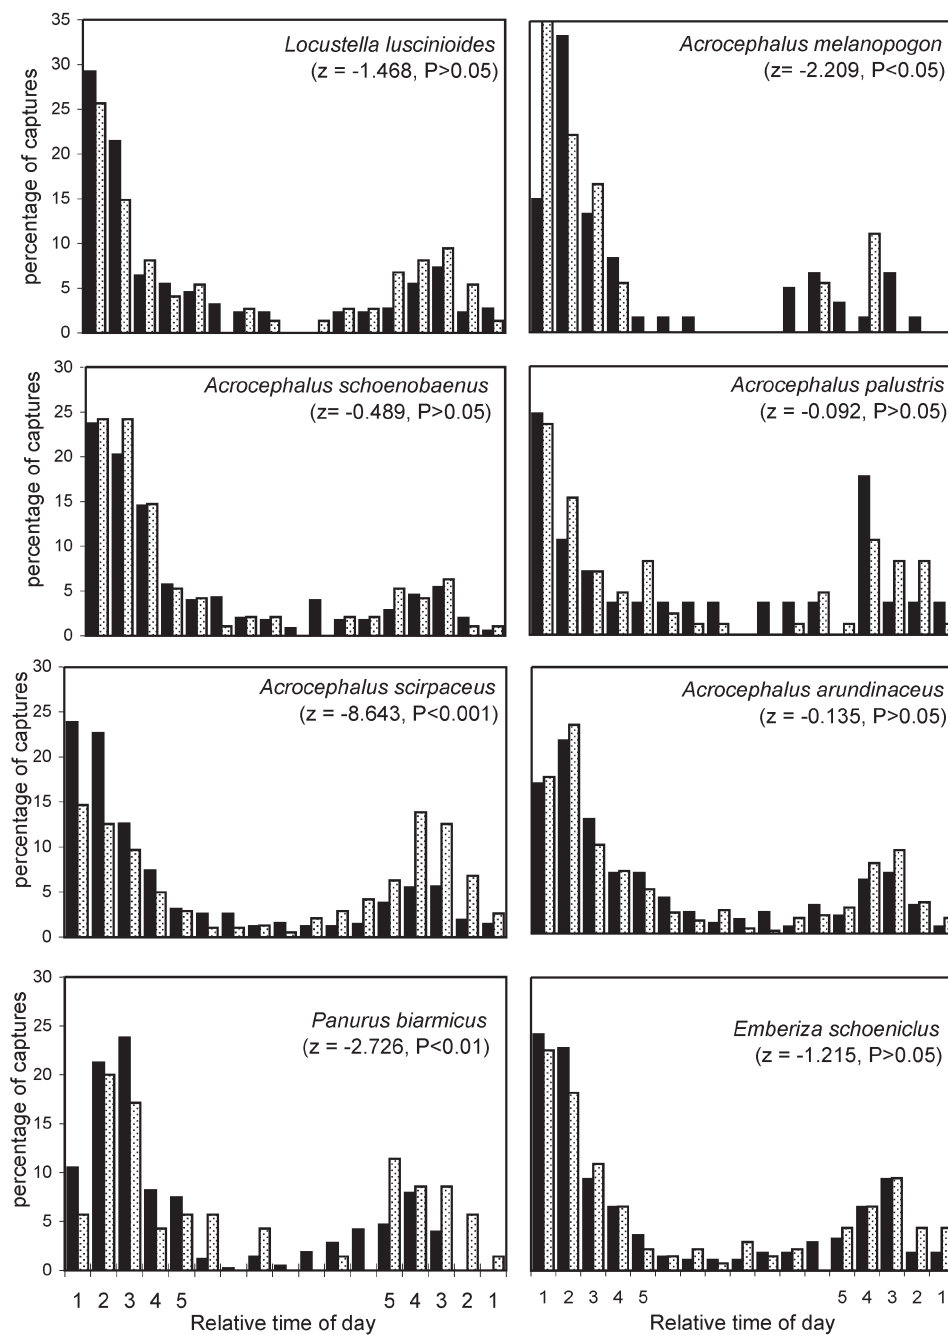 35
30
25
20
15
10
5
0
percentage of captures
Locustella luscinioides
(z = -1.468, P>0.05)
Acrocephalus melanopogon
(z= -2.209, P<0.05)
30
25
20
15
10
5
0
percentage of captures
Acrocephalus schoenobaenus
(z= -0.489, P>0.05)
Acrocephalus palustris
(z = -0.092, P>0.05)
30
25
20
15
10
5
0
percentage of captures
Acrocephalus scirpaceus
(z = -8.643, P<0.001)
Acrocephalus arundinaceus
(z = -0.135, P>0.05)
30
25
20
15
10
5
0
percentage of captures
Panurus biarmicus
(z = -2.726, P<0.01)
Emberiza schoeniclus
(z = -1.215, P>0.05)
1 2 3 4 5 5 4 3 2 1
Relative time of day
1 2 3 4 5 5 4 3 2 1
Relative time of day